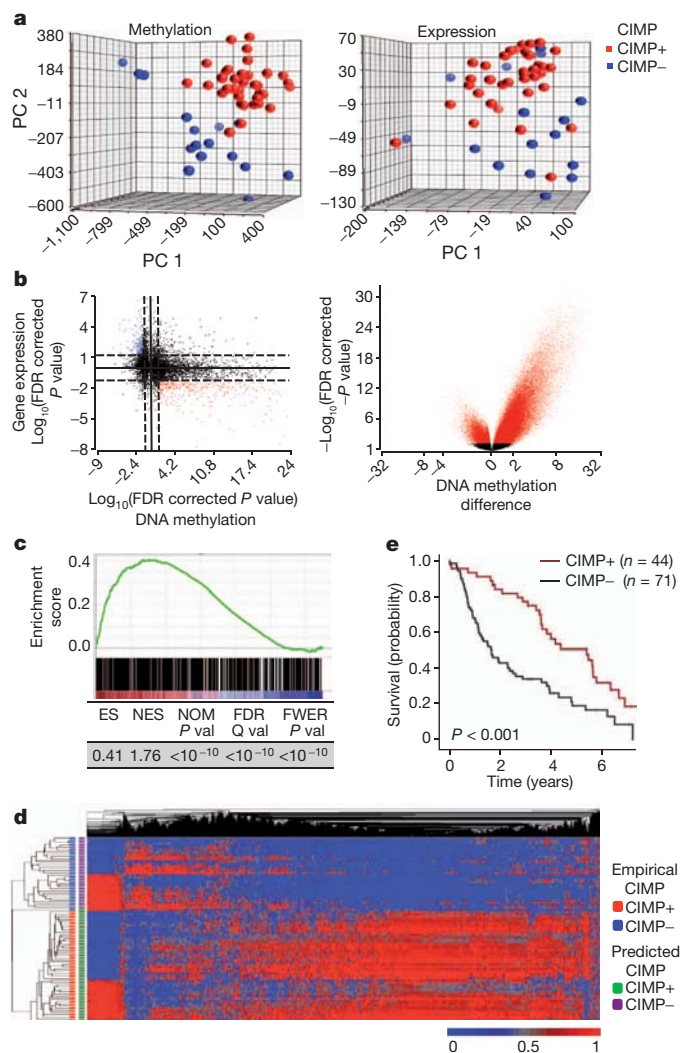 a
Methylation
Expression
CIMP
CIMP+
CIMP–
PC 2
380
184
–11
–207
–403
–600
–1,100
–799
–499
–199
100
400
PC 1
70
30
–9
–49
–89
–130
–200
–139
–79
–19
40
100
PC 1
b
Gene expression
Log10(FDR corrected
P value)
7
4
1
–2
–5
–8
–9
–2.4
4.2
10.8
17.4
24
Log10(FDR corrected P value)
DNA methylation
–Log10(FDR corrected
–P value)
30
24
18
12
6
1
–32
–8
–4
0
2
8
32
DNA methylation
difference
c
Enrichment
score
0.4
0.2
0.0
ES NES NOM FDR FWER
P val Q val P val
0.41 1.76 <10–10 <10–10 <10–10
e
Survival (probability)
1.0
0.8
0.6
0.4
0.2
0
CIMP+ (n = 44)
CIMP– (n = 71)
P < 0.001
0 2 4 6
Time (years)
d
Empirical
CIMP
CIMP+
CIMP–
Predicted
CIMP
CIMP+
CIMP–
0 0.5 1